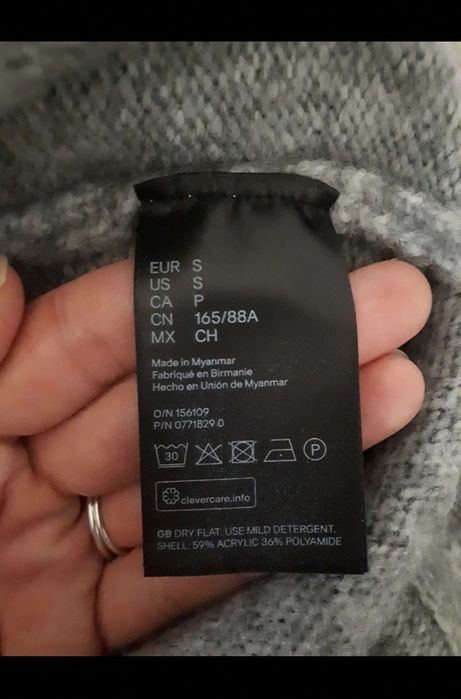 EUR S
US S
CA P
CN 165/88A
MX CH
Made in Myanmar
Fabriqué en Birmanie
Hecho en Unión de Myanmar
O/N 156109
P/N 0771829 0
30
P
clevercare.info
GB DRY FLAT. USE MILD DETERGENT.
SHELL: 59% ACRYLIC 36% POLYAMIDE